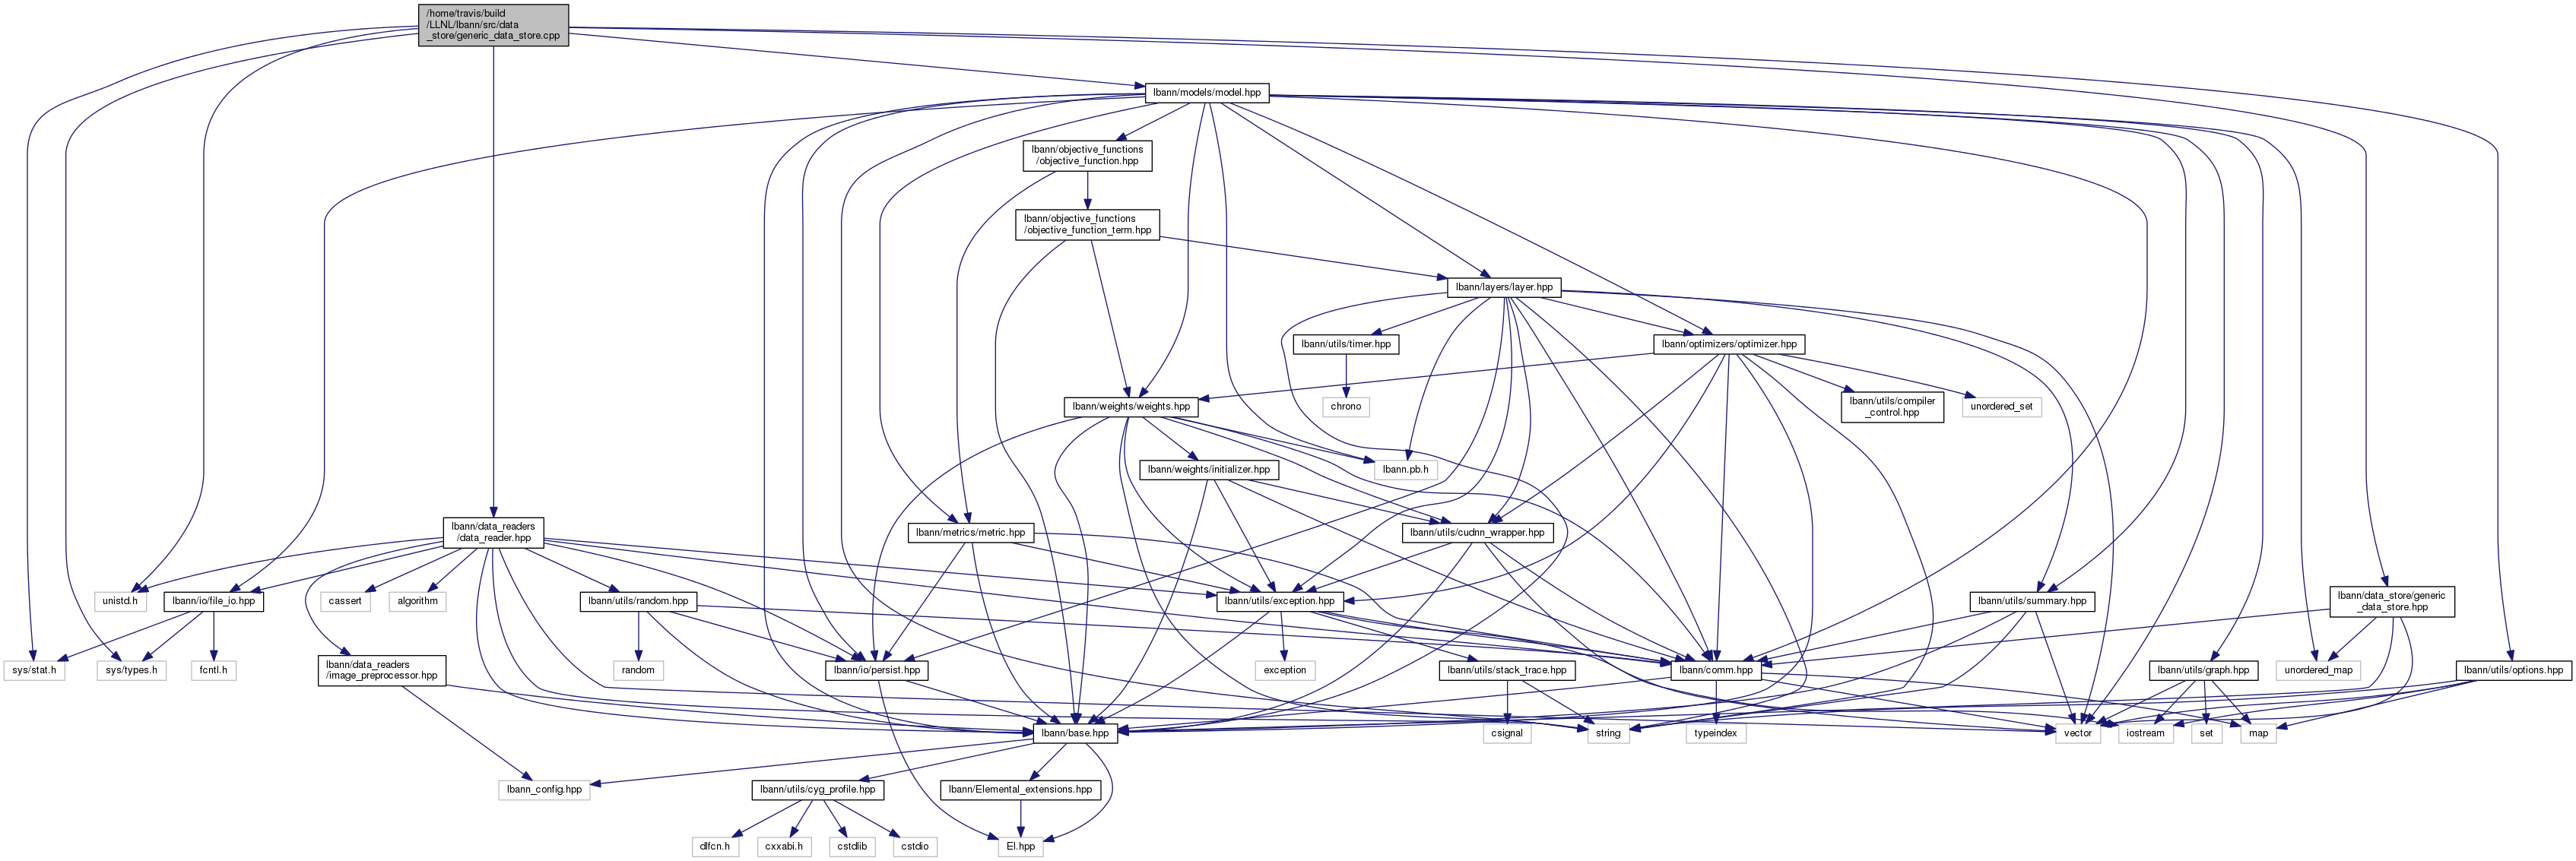 /home/travis/build
/LLNL/lbann/src/data
_store/generic_data_store.cpp
lbann/models/model.hpp
lbann/objective_functions
/objective_function.hpp
lbann/objective_functions
/objective_function_term.hpp
lbann/layers/layer.hpp
lbann/utils/timer.hpp
lbann/optimizers/optimizer.hpp
lbann/weights/weights.hpp
chrono
lbann/utils/compiler
_control.hpp
unordered_set
lbann/weights/initializer.hpp
lbann.pb.h
lbann/data_readers
/data_reader.hpp
lbann/metrics/metric.hpp
lbann/utils/cudnn_wrapper.hpp
unistd.h
lbann/io/file_io.hpp
cassert
algorithm
lbann/utils/random.hpp
lbann/utils/exception.hpp
lbann/utils/summary.hpp
lbann/data_store/generic
_data_store.hpp
sys/stat.h
sys/types.h
fcntl.h
lbann/data_readers
/image_preprocessor.hpp
random
lbann/io/persist.hpp
exception
lbann/utils/stack_trace.hpp
lbann/comm.hpp
lbann/utils/graph.hpp
unordered_map
lbann/utils/options.hpp
lbann/base.hpp
csignal
string
typeindex
vector
iostream
set
map
lbann_config.hpp
lbann/utils/cyg_profile.hpp
lbann/Elemental_extensions.hpp
dlfcn.h
cxxabi.h
cstdlib
cstdio
El.hpp